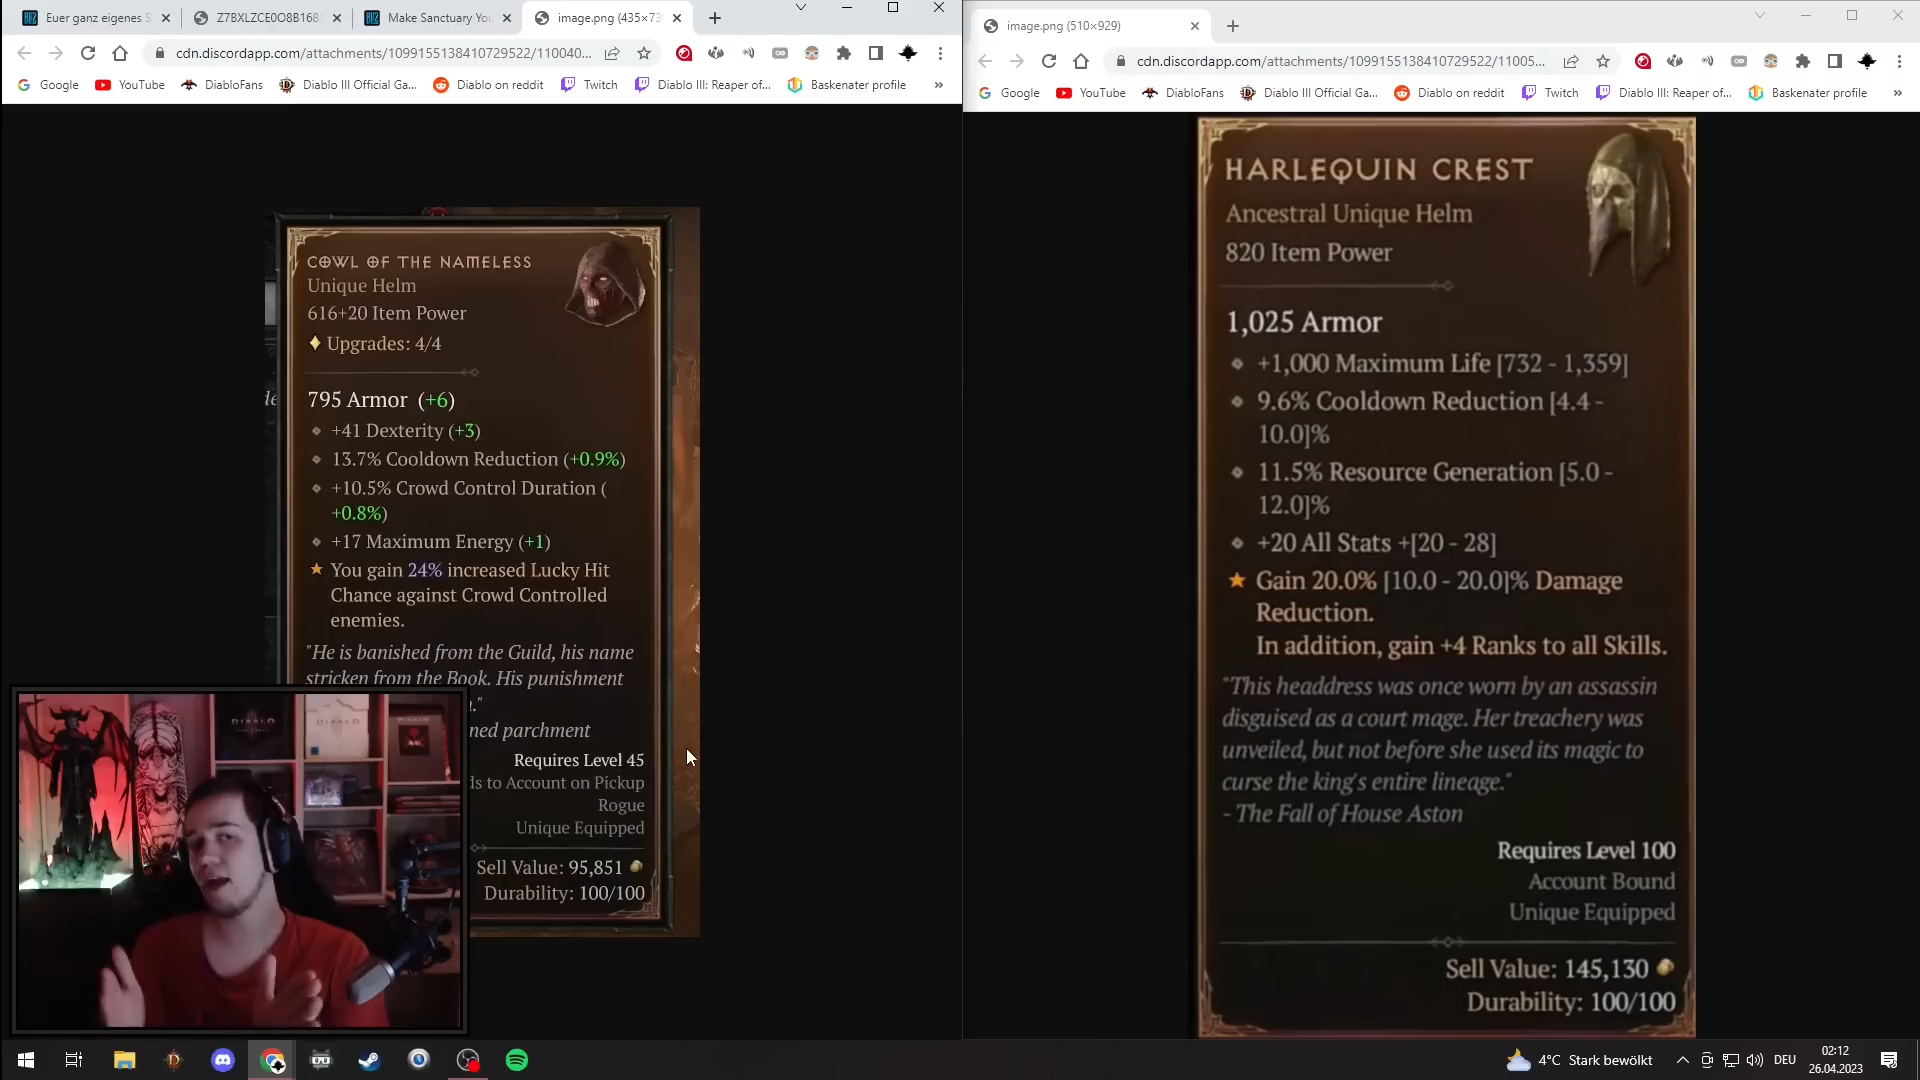 Euer ganz eigenes S
Z7BXLZCE0O8B168
Make Sanctuary You
image.png (435×73
cdn.discordapp.com/attachments/1099155138410729522/110040...
Google
YouTube
DiabloFans
Diablo III Official Ga...
Diablo on reddit
Twitch
Diablo III: Reaper of...
Baskenater profile
»
COWL OF THE NAMELESS
Unique Helm
616+20 Item Power
Upgrades: 4/4
795 Armor (+6)
+41 Dexterity (+3)
13.7% Cooldown Reduction (+0.9%)
+10.5% Crowd Control Duration (
+0.8%)
+17 Maximum Energy (+1)
You gain 24% increased Lucky Hit
Chance against Crowd Controlled
enemies.
"He is banished from the Guild, his name
stricken from the Book. His punishment
."
ned parchment
Requires Level 45
ds to Account on Pickup
Rogue
Unique Equipped
Sell Value: 95,851
Durability: 100/100
image.png (510×929)
cdn.discordapp.com/attachments/1099155138410729522/11005...
Google
YouTube
DiabloFans
Diablo III Official Ga...
Diablo on reddit
Twitch
Diablo III: Reaper of...
Baskenater profile
»
HARLEQUIN CREST
Ancestral Unique Helm
820 Item Power
1,025 Armor
+1,000 Maximum Life [732 - 1,359]
9.6% Cooldown Reduction [4.4 -
10.0]%
11.5% Resource Generation [5.0 -
12.0]%
+20 All Stats +[20 - 28]
Gain 20.0% [10.0 - 20.0]% Damage
Reduction.
In addition, gain +4 Ranks to all Skills.
"This headdress was once worn by an assassin
disguised as a court mage. Her treachery was
unveiled, but not before she used its magic to
curse the king's entire lineage."
- The Fall of House Aston
Requires Level 100
Account Bound
Unique Equipped
Sell Value: 145,130
Durability: 100/100
DIABLO
4°C Stark bewölkt
DEU
02:12
26.04.2023